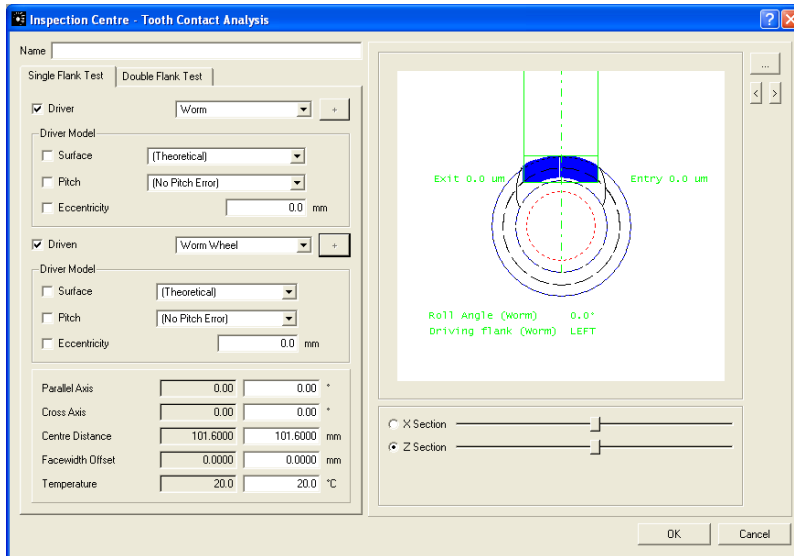 Inspection Centre - Tooth Contact Analysis
Name
Single Flank Test Double Flank Test
Driver Worm +
Driver Model
Surface (Theoretical)
Pitch (No Pitch Error)
Eccentricity 0.0 mm
Driven Worm Wheel +
Driver Model
Surface (Theoretical)
Pitch (No Pitch Error)
Eccentricity 0.0 mm
Parallel Axis 0.00 0.00 °
Cross Axis 0.00 0.00 °
Centre Distance 101.6000 101.6000 mm
Facewidth Offset 0.0000 0.0000 mm
Temperature 20.0 20.0 °C
...
< >
Exit 0.0 um Entry 0.0 um
Roll Angle (Worm) 0.0°
Driving flank (Worm) LEFT
X Section
Z Section
OK Cancel